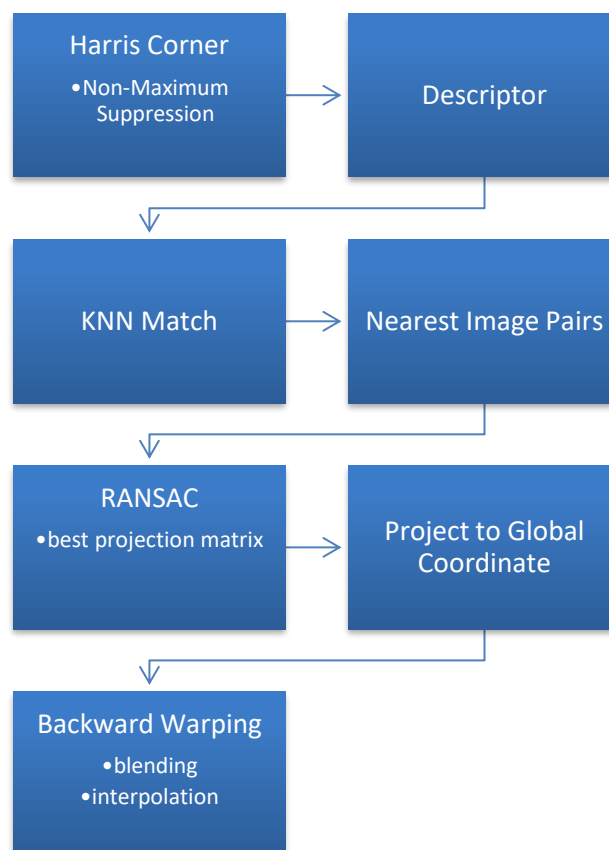 Harris Corner
•Non-Maximum
Suppression
Descriptor
KNN Match
Nearest Image Pairs
RANSAC
•best projection matrix
Project to Global
Coordinate
Backward Warping
•blending
•interpolation